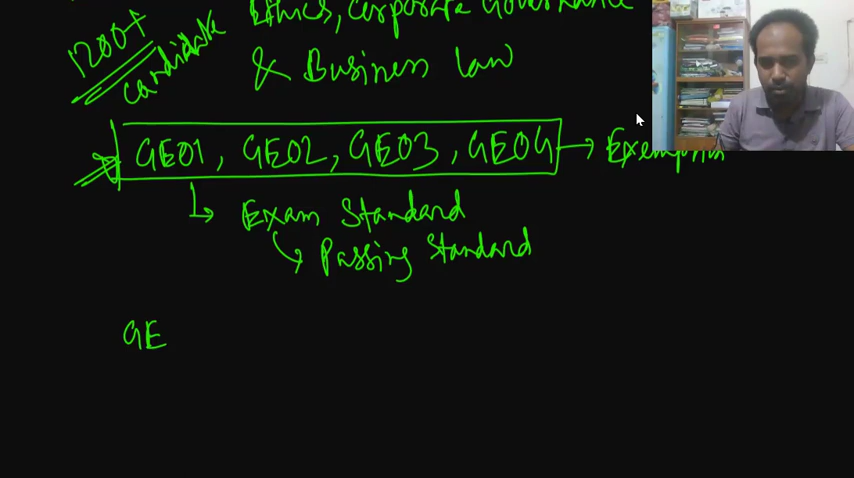 Ethics, Corporate Governance
1200+
candidate
& Business law
GE01, GE02, GE03, GE04 → Exemption
Exam Standard
Passing Standard
GE